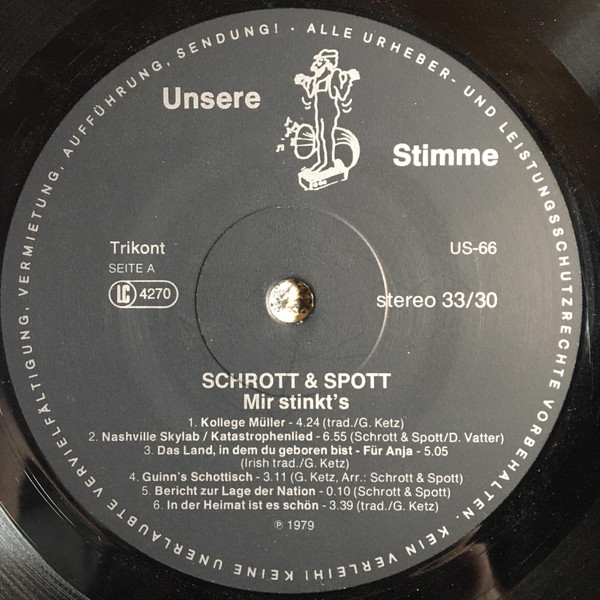 ALLE URHEBER- UND LEISTUNGSSCHUTZRECHTE VORBEHALTEN. KEIN VERLEIH! KEINE UNERLAUBTE VERVIELFÄLTIGUNG, VERMIETUNG, AUFFÜHRUNG, SENDUNG! ·
Unsere
Stimme
Trikont
US-66
SEITE A
LC 4270
stereo 33/30
SCHROTT & SPOTT
Mir stinkt's
1. Kollege Müller - 4.24 (trad./G. Ketz)
2. Nashville Skylab / Katastrophenlied - 6.55 (Schrott & Spott/D. Vatter)
3. Das Land, in dem du geboren bist - Für Anja - 5.05
(Irish trad./G. Ketz)
4. Guinn's Schottisch - 3.11 (G. Ketz, Arr.: Schrott & Spott)
5. Bericht zur Lage der Nation - 0.10 (Schrott & Spott)
6. In der Heimat ist es schön - 3.39 (trad./G. Ketz)
℗ 1979